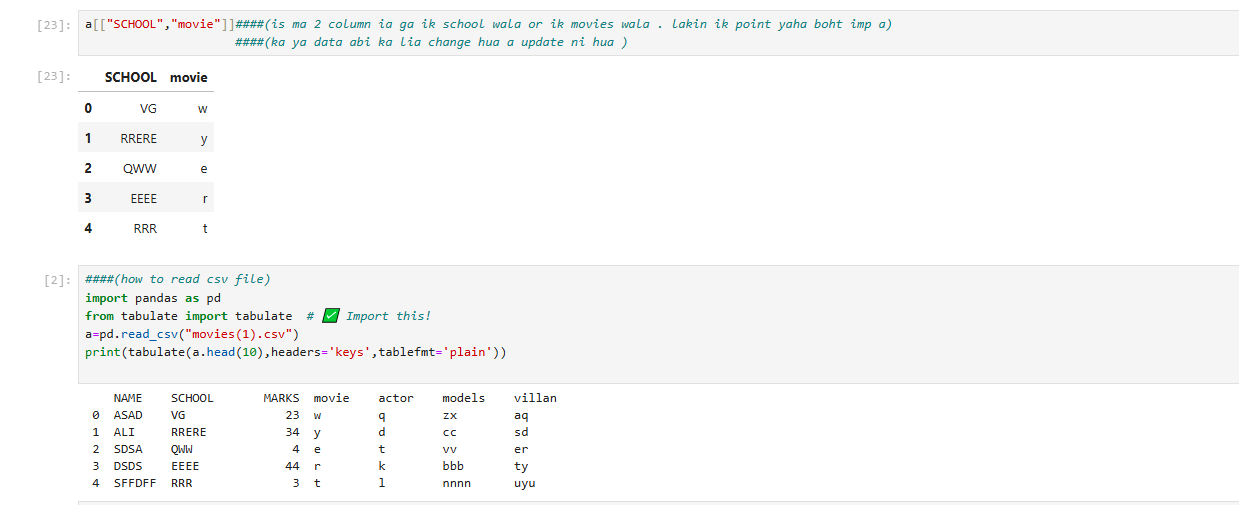 [23]: a[["SCHOOL","movie"]]####(is ma 2 column ia ga ik school wala or ik movies wala . lakin ik point yaha boht imp a)
####(ka ya data abi ka lia change hua a update ni hua )
[23]: SCHOOL movie
0 VG w
1 RRERE y
2 QWW e
3 EEEE r
4 RRR t
[2]: ####(how to read csv file)
import pandas as pd
from tabulate import tabulate # ✅ Import this!
a=pd.read_csv("movies(1).csv")
print(tabulate(a.head(10),headers='keys',tablefmt='plain'))
NAME SCHOOL MARKS movie actor models villan
0 ASAD VG 23 w q zx aq
1 ALI RRERE 34 y d cc sd
2 SDSA QWW 4 e t vv er
3 DSDS EEEE 44 r k bbb ty
4 SFFDFF RRR 3 t l nnnn uyu